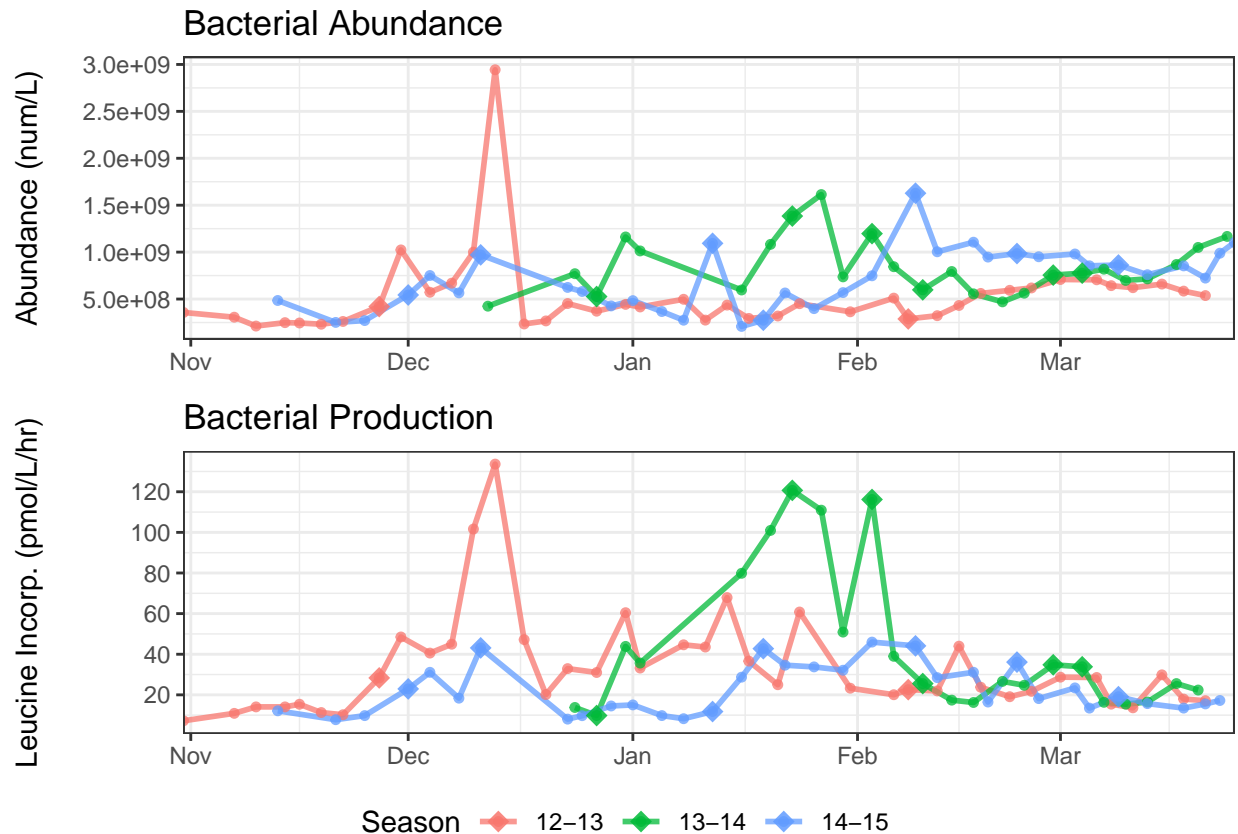 Bacterial Abundance
Abundance (num/L)
3.0e+09
2.5e+09
2.0e+09
1.5e+09
1.0e+09
5.0e+08
Nov Dec Jan Feb Mar
Bacterial Production
Leucine Incorp. (pmol/L/hr)
120
100
80
60
40
20
Nov Dec Jan Feb Mar
Season 12−13 13−14 14−15